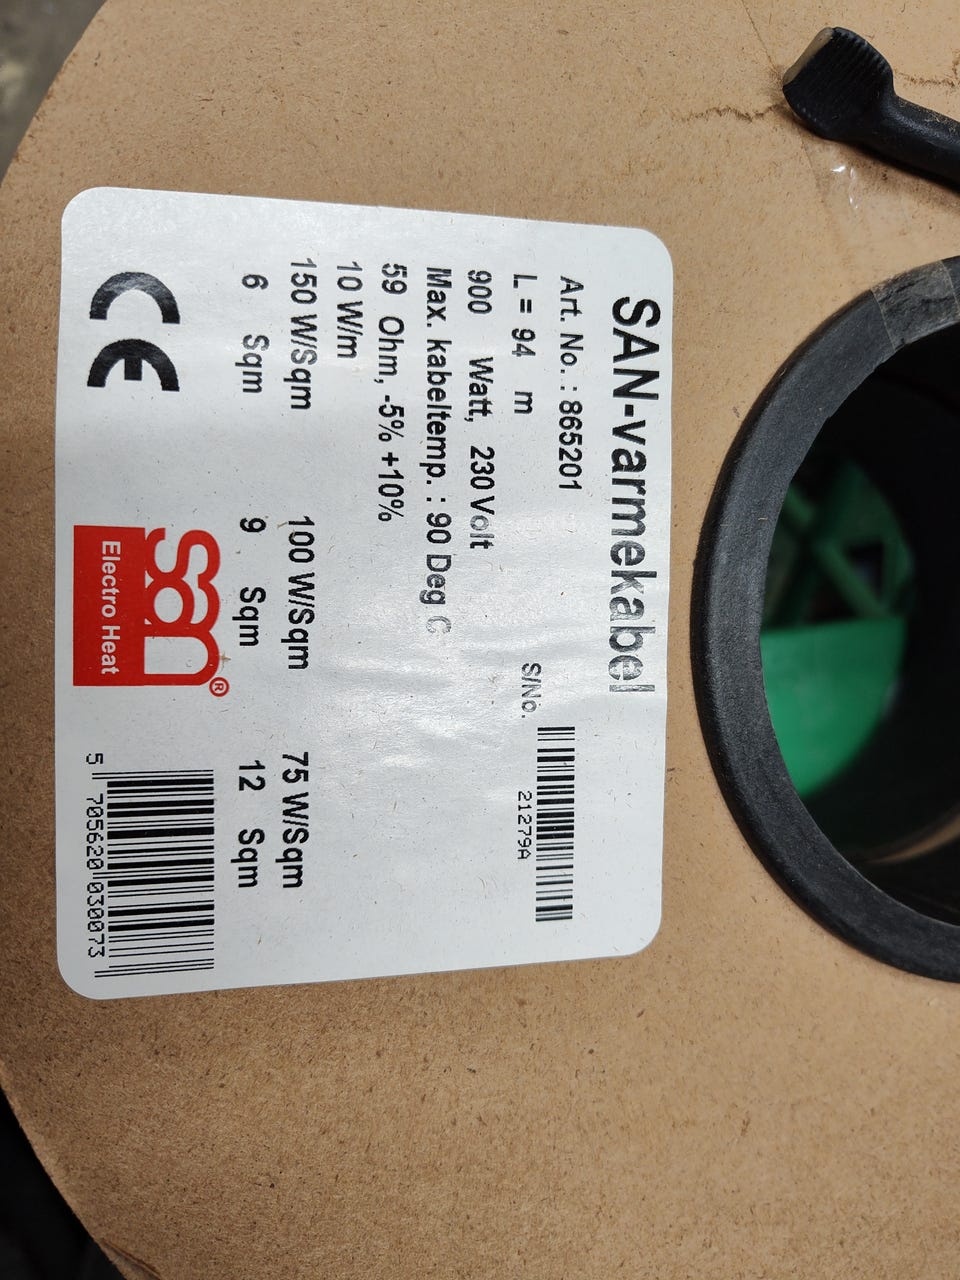 SAN-varmekabel
Art. No. : 865201
L = 94 m
S/No.
21279A
900 Watt, 230 Volt
Max. kabeltemp. : 90 Deg C
59 Ohm, -5% +10%
10 W/m
150 W/Sqm 100 W/Sqm 75 W/Sqm
6 Sqm 9 Sqm 12 Sqm
CE
san®
Electro Heat
5 705620 030073